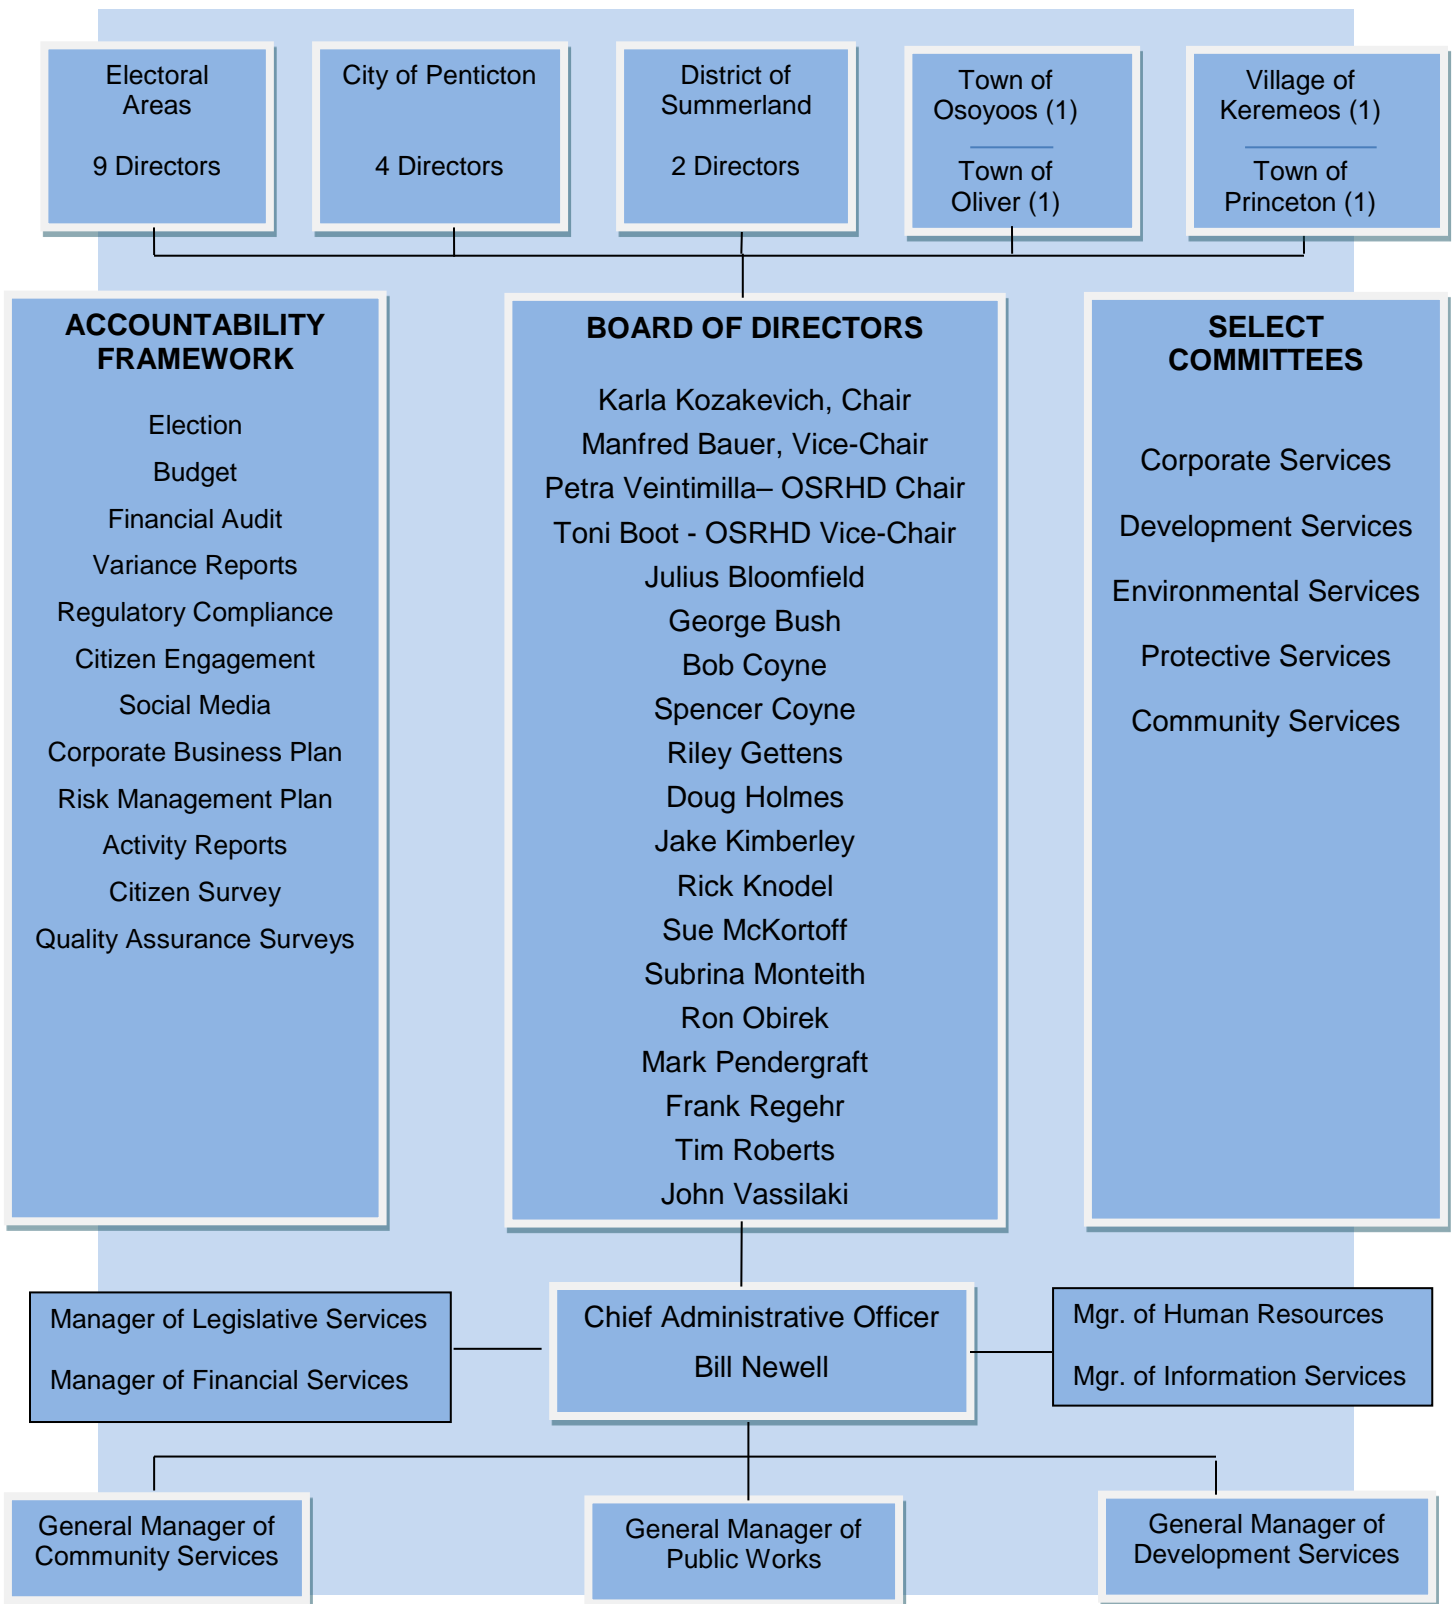 Electoral
Areas
9 Directors
City of Penticton
4 Directors
District of
Summerland
2 Directors
Town of
Osoyoos (1)
Town of
Oliver (1)
Village of
Keremeos (1)
Town of
Princeton (1)
ACCOUNTABILITY
FRAMEWORK
Election
Budget
Financial Audit
Variance Reports
Regulatory Compliance
Citizen Engagement
Social Media
Corporate Business Plan
Risk Management Plan
Activity Reports
Citizen Survey
Quality Assurance Surveys
BOARD OF DIRECTORS
Karla Kozakevich, Chair
Manfred Bauer, Vice-Chair
Petra Veintimilla– OSRHD Chair
Toni Boot - OSRHD Vice-Chair
Julius Bloomfield
George Bush
Bob Coyne
Spencer Coyne
Riley Gettens
Doug Holmes
Jake Kimberley
Rick Knodel
Sue McKortoff
Subrina Monteith
Ron Obirek
Mark Pendergraft
Frank Regehr
Tim Roberts
John Vassilaki
SELECT
COMMITTEES
Corporate Services
Development Services
Environmental Services
Protective Services
Community Services
Manager of Legislative Services
Manager of Financial Services
Chief Administrative Officer
Bill Newell
Mgr. of Human Resources
Mgr. of Information Services
General Manager of
Community Services
General Manager of
Public Works
General Manager of
Development Services